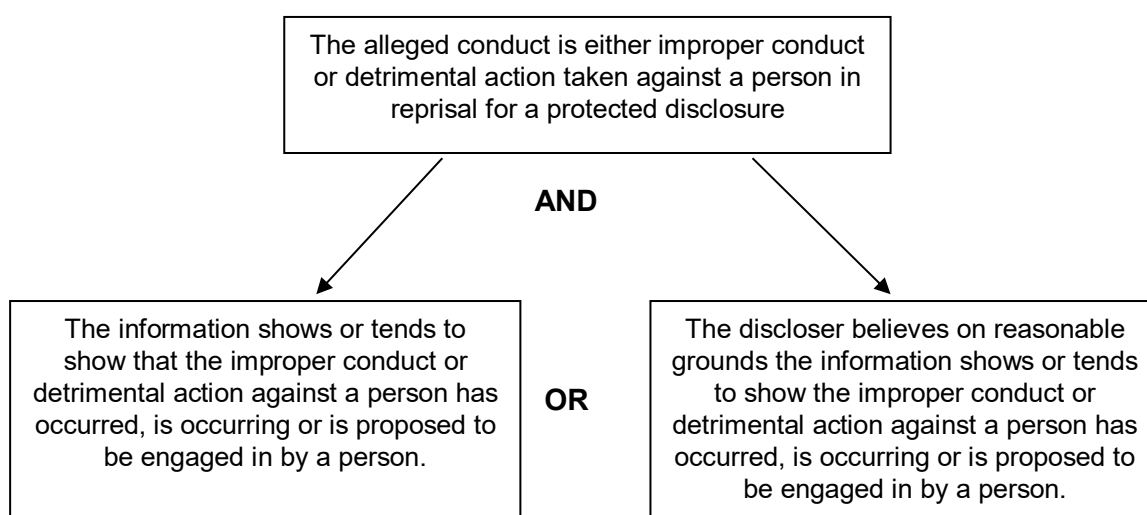 The alleged conduct is either improper conduct
or detrimental action taken against a person in
reprisal for a protected disclosure
AND
The information shows or tends to
show that the improper conduct or
detrimental action against a person has
occurred, is occurring or is proposed to
be engaged in by a person.
OR
The discloser believes on reasonable
grounds the information shows or tends
to show the improper conduct or
detrimental action against a person has
occurred, is occurring or is proposed to
be engaged in by a person.